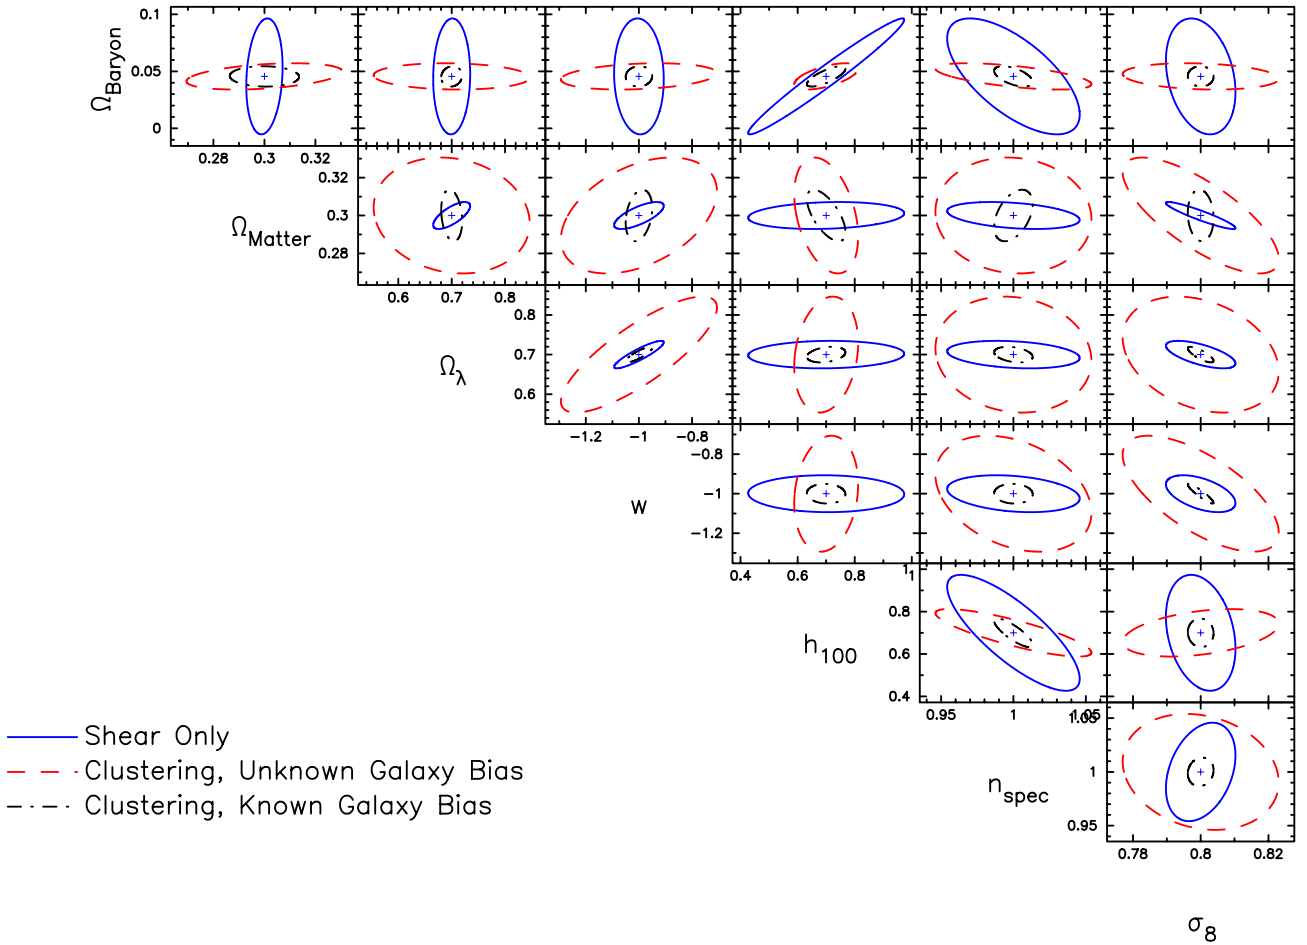 0.1
0.05
0
Ω_Baryon
0.28 0.3 0.32
0.32
0.3
0.28
Ω_Matter
0.6 0.7 0.8
0.8
0.7
0.6
Ω_λ
−1.2 −1 −0.8
−0.8
−1
−1.2
w
0.4 0.6 0.8 1
1
0.8
0.6
0.4
h_100
0.95 1 1.05
1.05
1
0.95
n_spec
0.78 0.8 0.82
σ_8
Shear Only
Clustering, Unknown Galaxy Bias
Clustering, Known Galaxy Bias